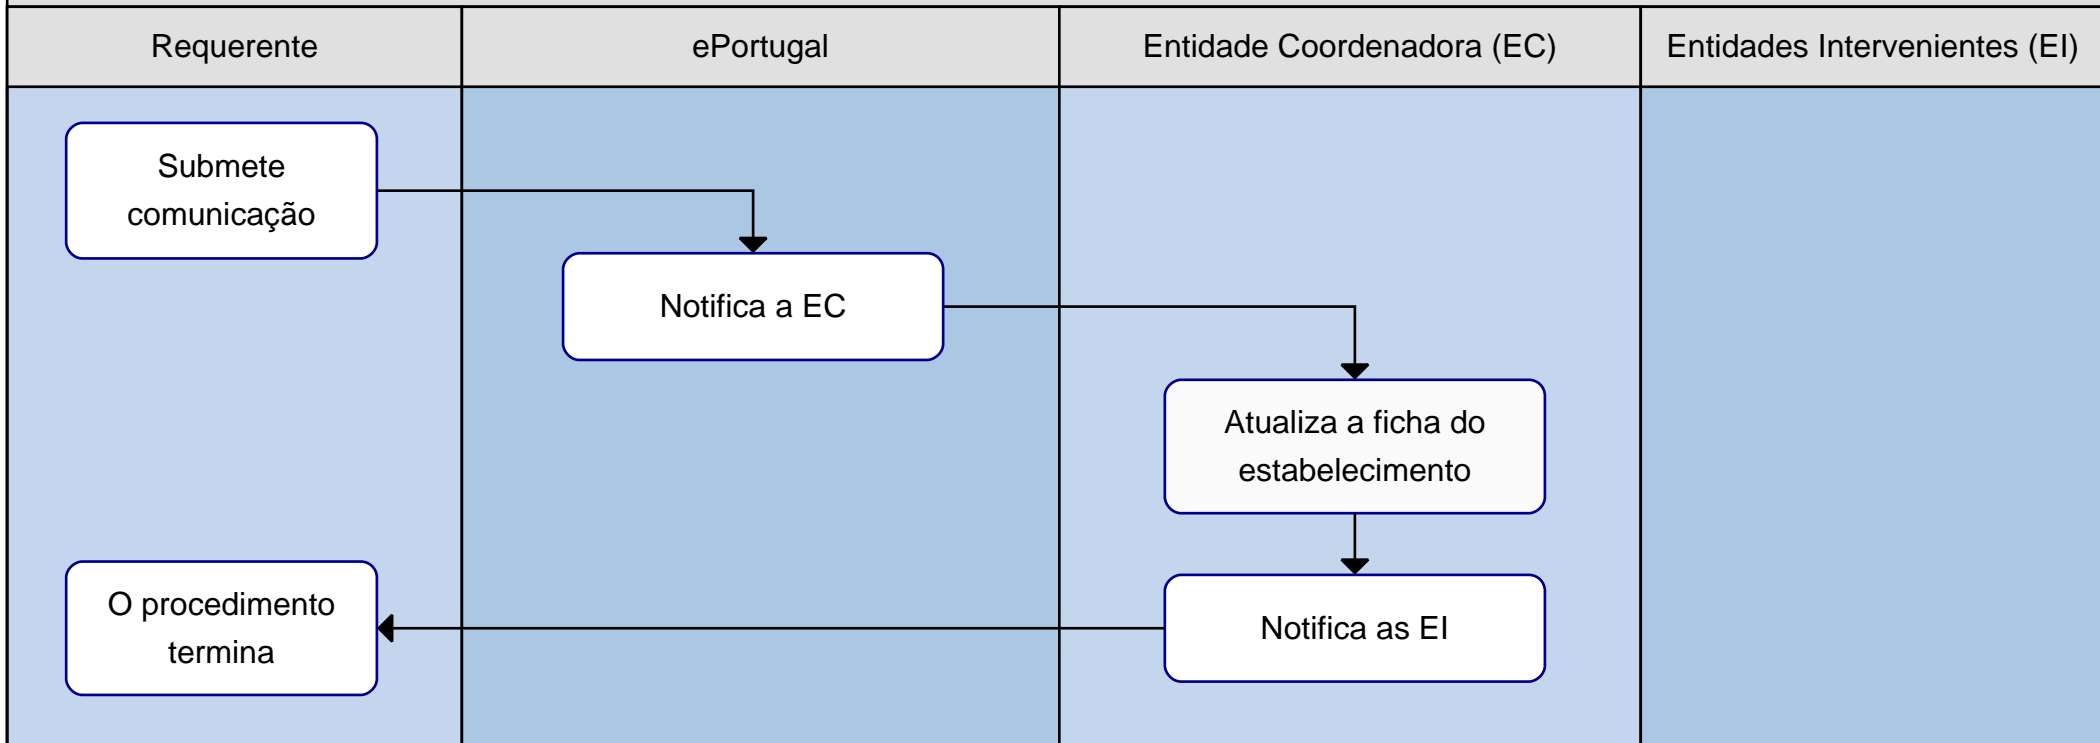 Requerente
ePortugal
Entidade Coordenadora (EC)
Entidades Intervenientes (EI)
Submete
comunicação
Notifica a EC
Atualiza a ficha do
estabelecimento
O procedimento
termina
Notifica as EI